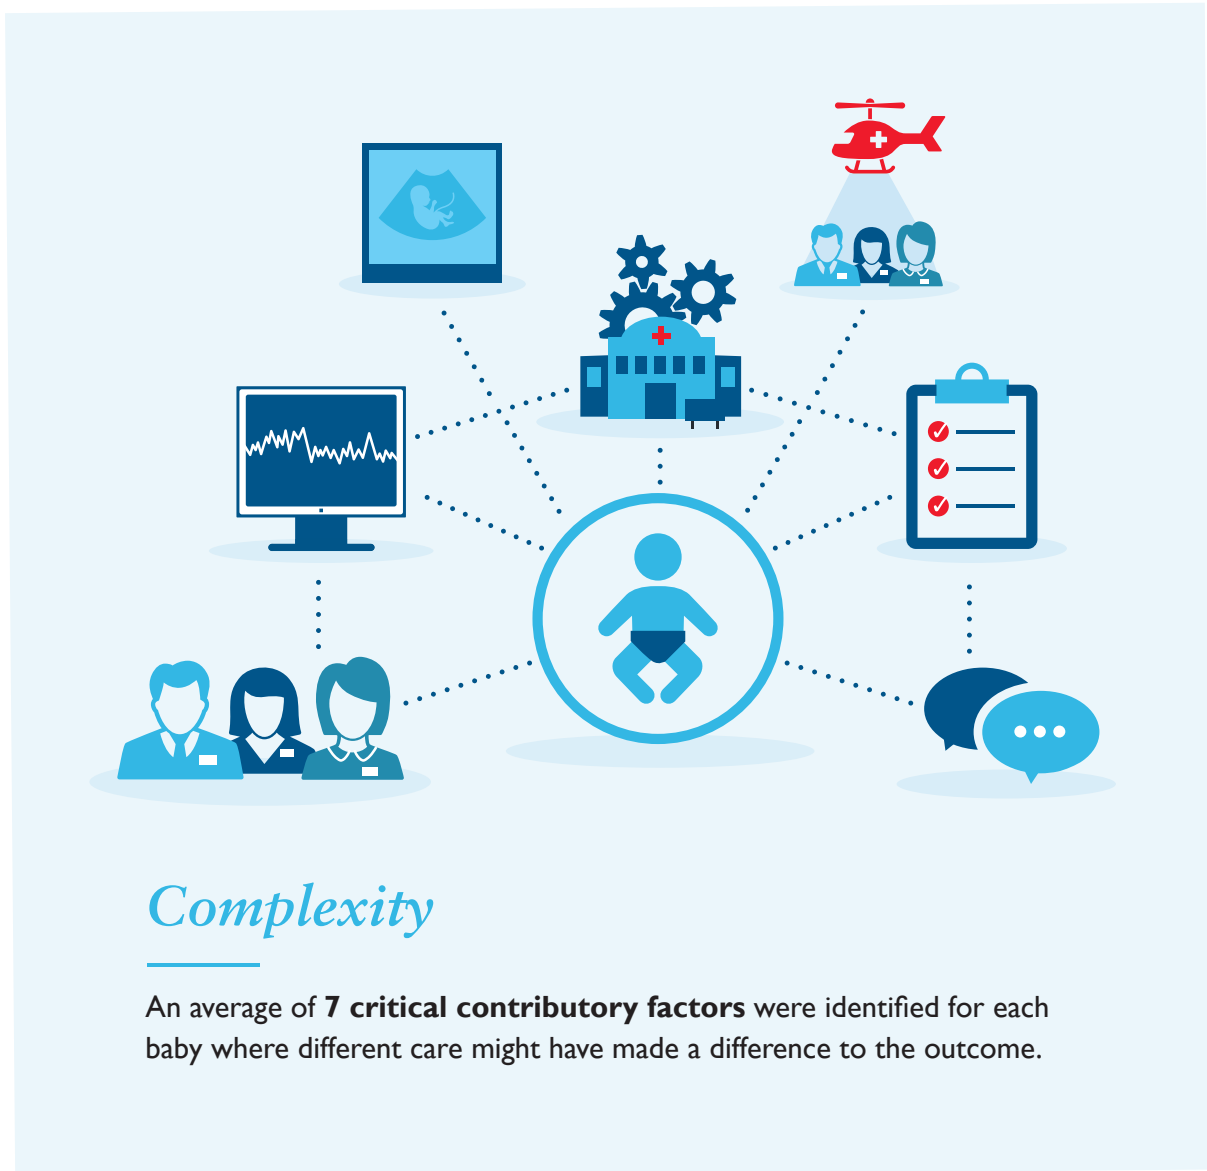 Complexity
An average of 7 critical contributory factors were identified for each
baby where different care might have made a difference to the outcome.